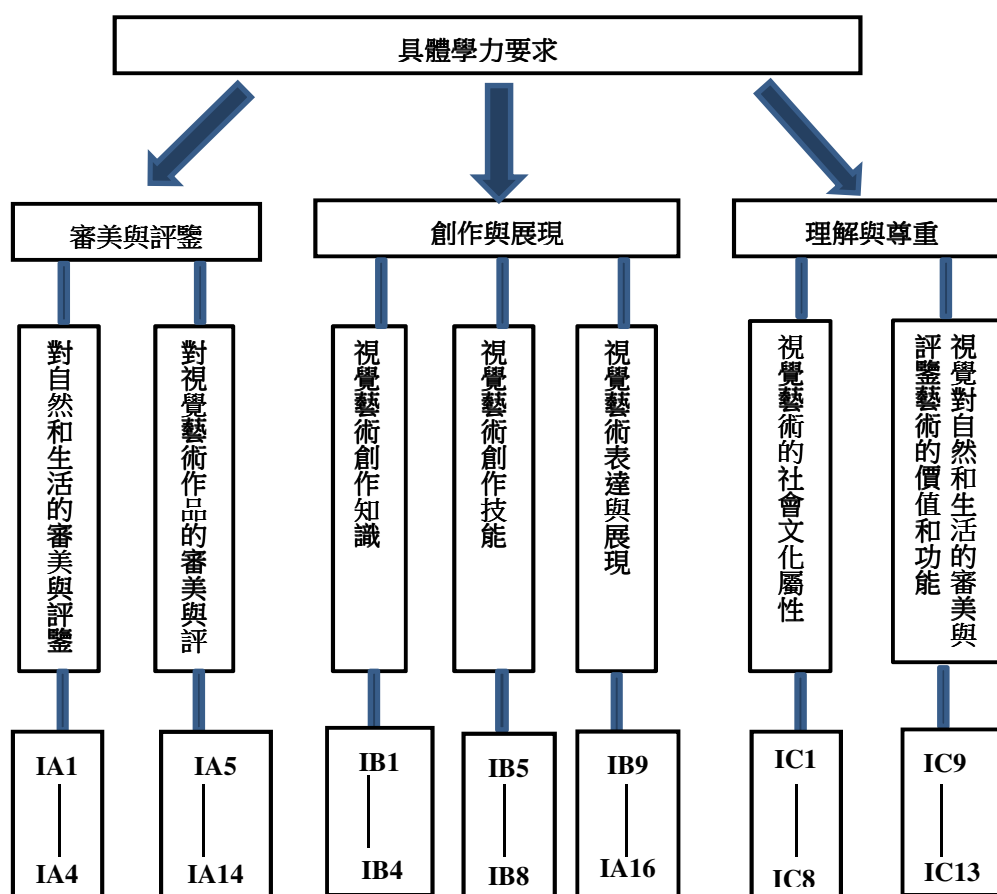 具體學力要求
審美與評鑒
創作與展現
理解與尊重
對自然和生活的審美與評鑒
對視覺藝術作品的審美與評
視覺藝術創作知識
視覺藝術創作技能
視覺藝術表達與展現
視覺藝術的社會文化屬性
視覺對自然和生活的審美與
評鑒藝術的價值和功能
IA1
IA4
IA5
IA14
IB1
IB4
IB5
IB8
IB9
IA16
IC1
IC8
IC9
IC13